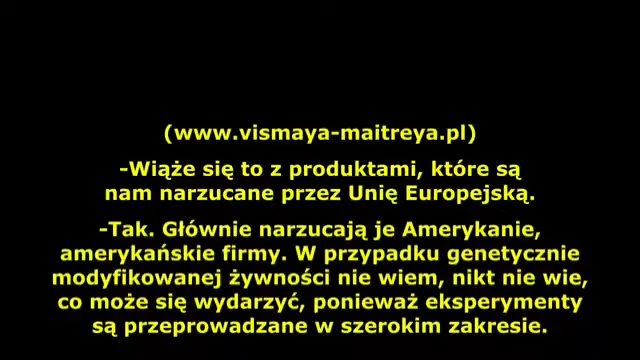 (www.vismaya-maitreya.pl)
-Wiąże się to z produktami, które są
nam narzucane przez Unię Europejską.
-Tak. Głównie narzucają je Amerykanie,
amerykańskie firmy. W przypadku genetycznie
modyfikowanej żywności nie wiem, nikt nie wie,
co może się wydarzyć, ponieważ eksperymenty
są przeprowadzane w szerokim zakresie.